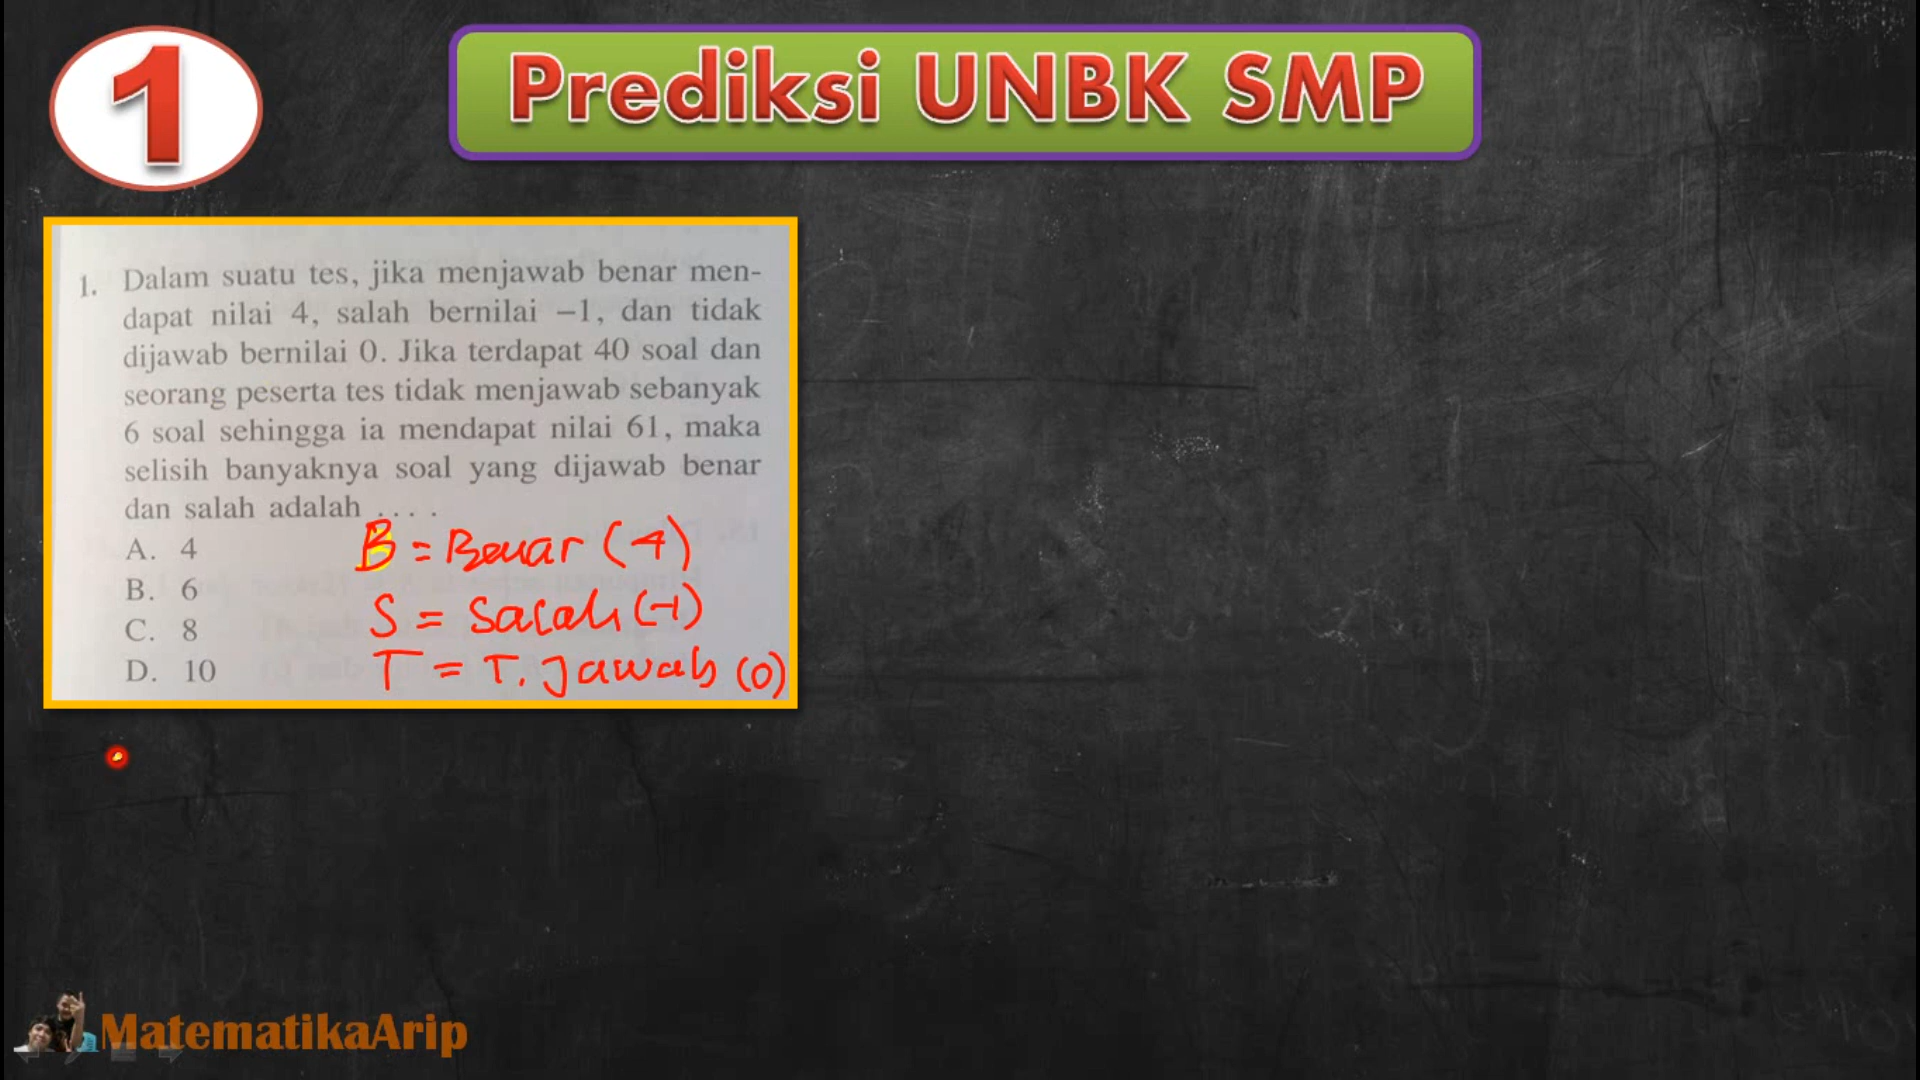 1
Prediksi UNBK SMP
1. Dalam suatu tes, jika menjawab benar men-
dapat nilai 4, salah bernilai −1, dan tidak
dijawab bernilai 0. Jika terdapat 40 soal dan
seorang peserta tes tidak menjawab sebanyak
6 soal sehingga ia mendapat nilai 61, maka
selisih banyaknya soal yang dijawab benar
dan salah adalah . . . .
A. 4
B. 6
C. 8
D. 10
B = Benar (4)
S = Salah (-1)
T = T. Jawab (0)
MatematikaArip